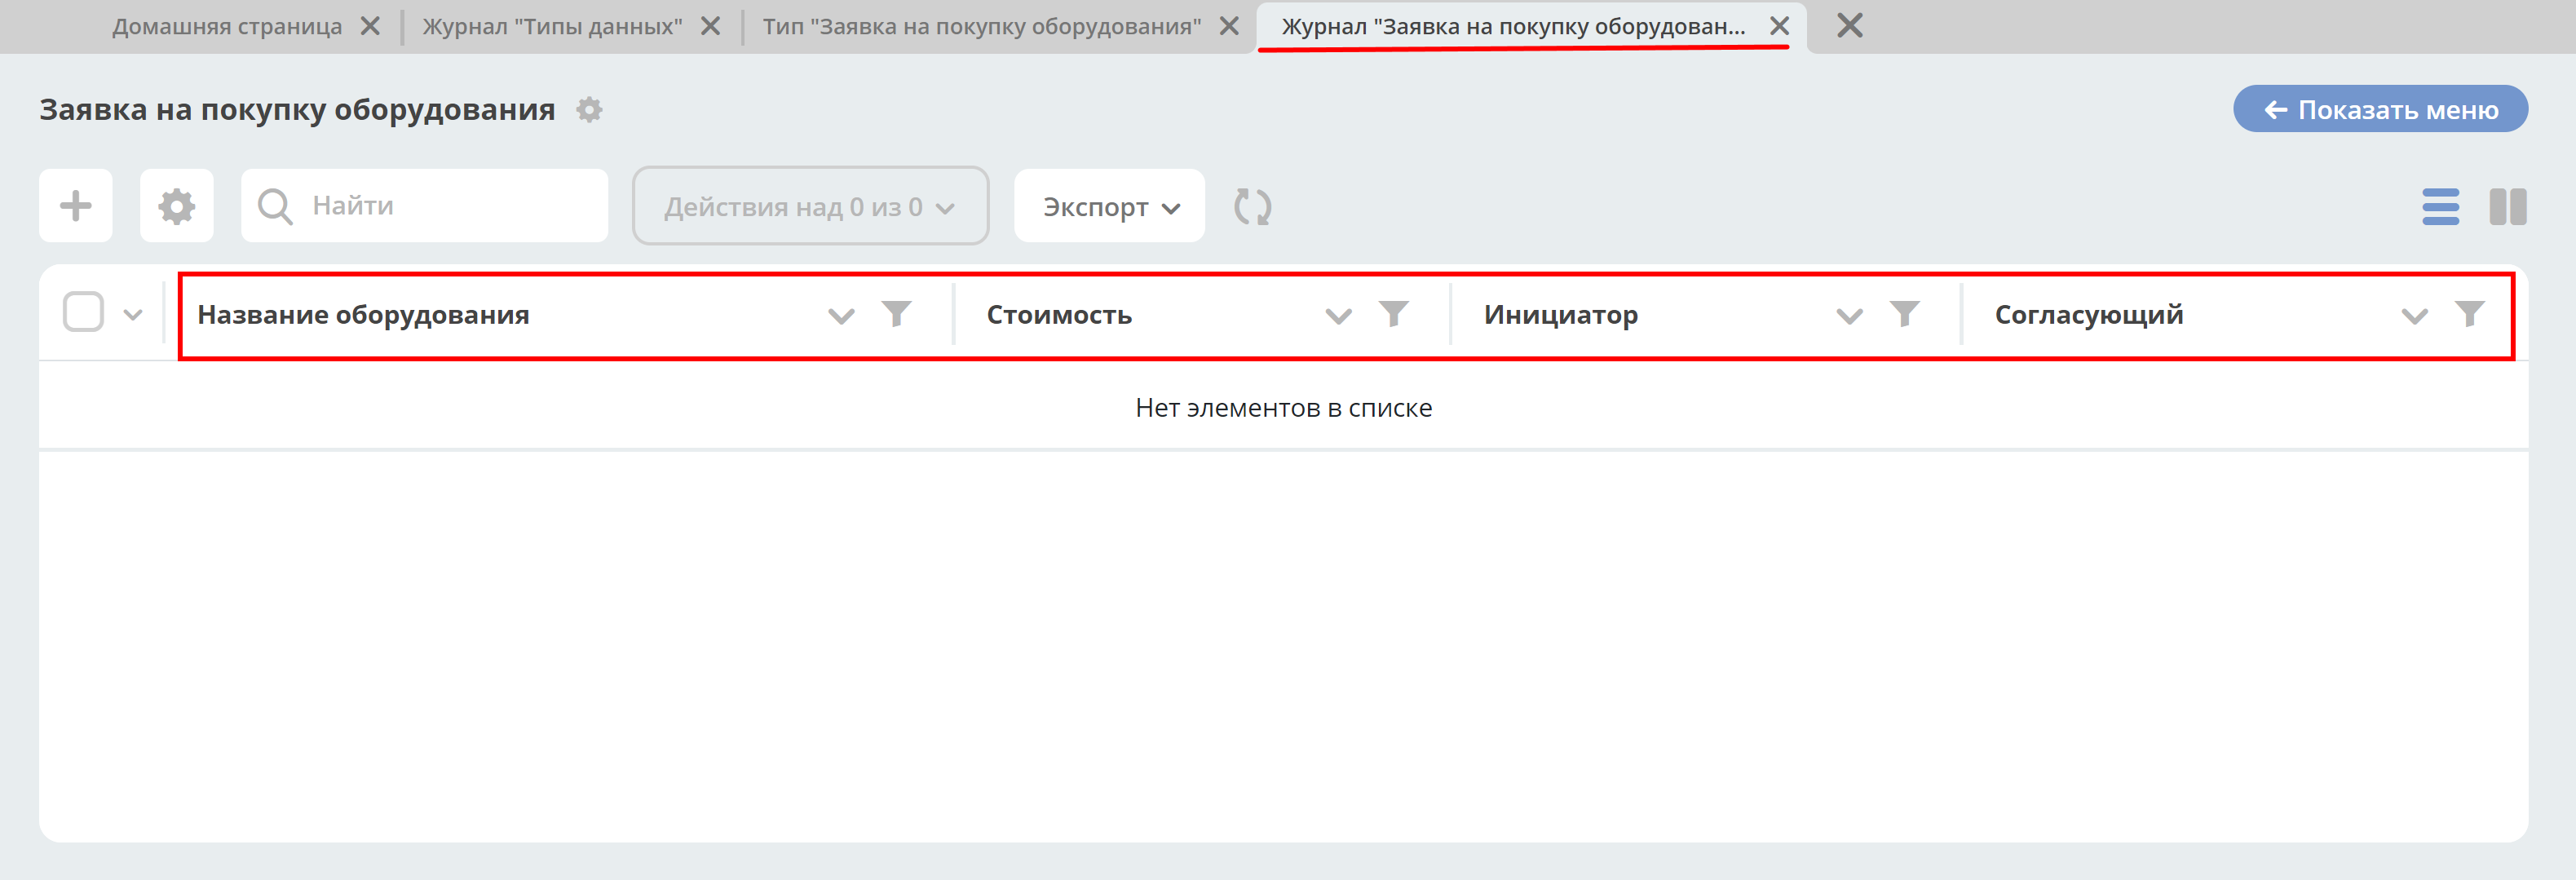 Домашняя страница Журнал "Типы данных" Тип "Заявка на покупку оборудования" Журнал "Заявка на покупку оборудован...
Заявка на покупку оборудования
Показать меню
Найти Действия над 0 из 0 Экспорт
Название оборудования Стоимость Инициатор Согласующий
Нет элементов в списке